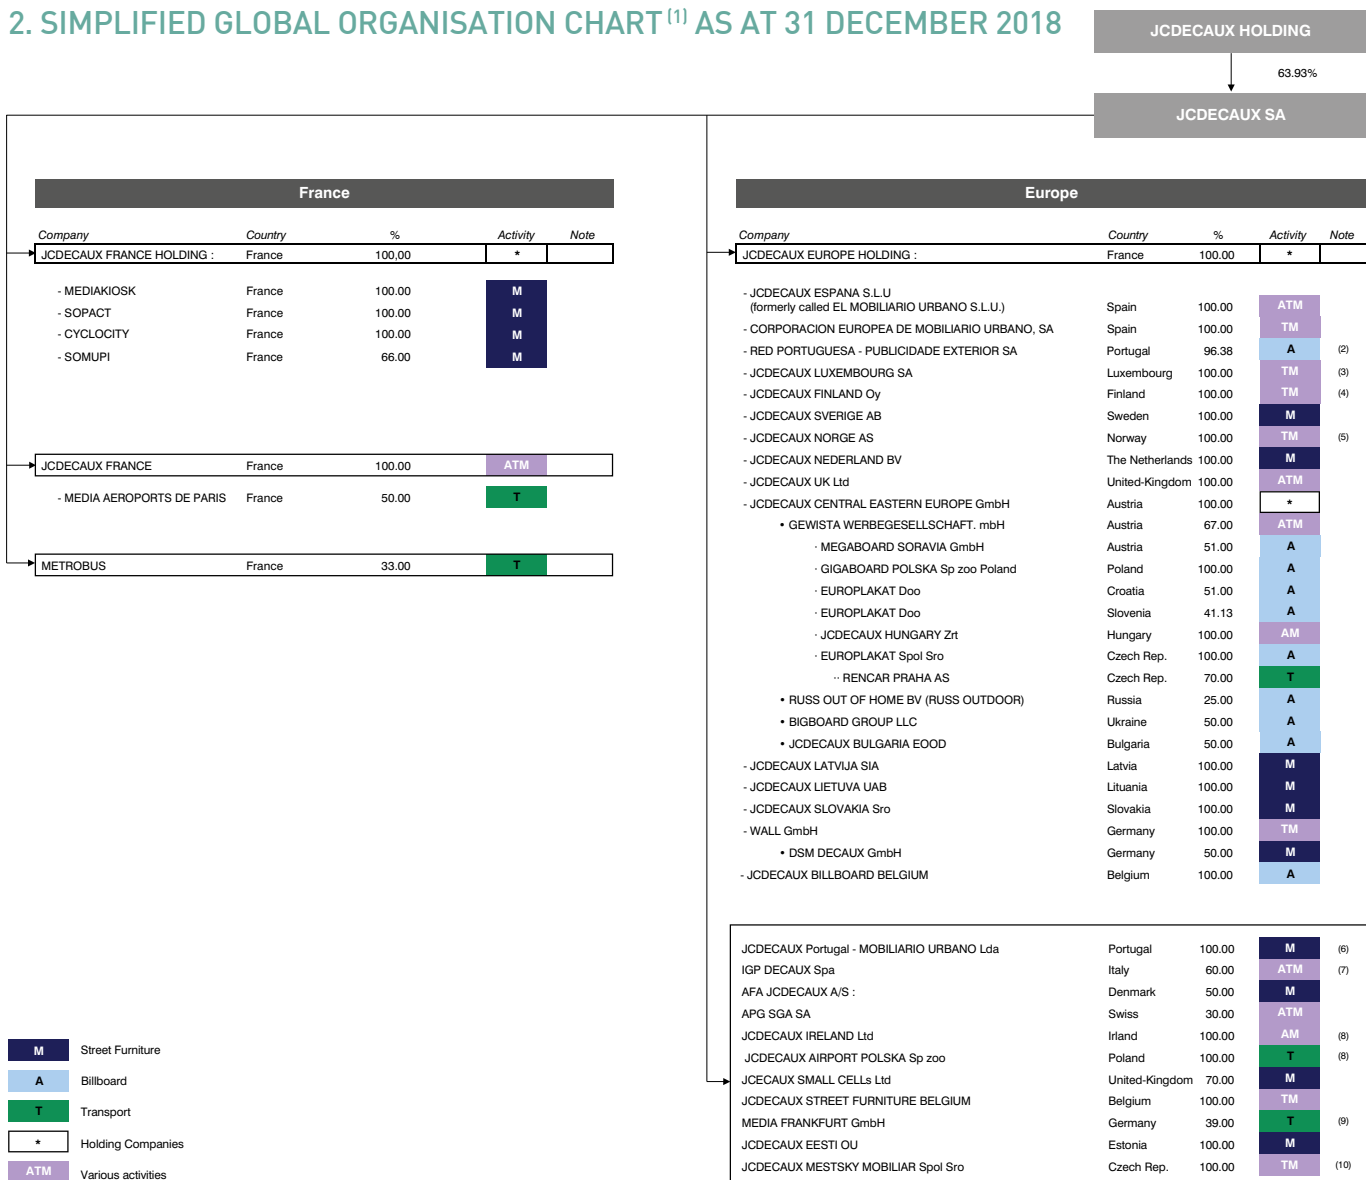 2. SIMPLIFIED GLOBAL ORGANISATION CHART (1) AS AT 31 DECEMBER 2018
JCDECAUX HOLDING
63.93%
JCDECAUX SA
France
Company Country % Activity Note
JCDECAUX FRANCE HOLDING : France 100,00 *
- MEDIAKIOSK France 100.00 M
- SOPACT France 100.00 M
- CYCLOCITY France 100.00 M
- SOMUPI France 66.00 M
JCDECAUX FRANCE France 100.00 ATM
- MEDIA AEROPORTS DE PARIS France 50.00 T
METROBUS France 33.00 T
Europe
Company Country % Activity Note
JCDECAUX EUROPE HOLDING : France 100.00 *
- JCDECAUX ESPANA S.L.U
(formerly called EL MOBILIARIO URBANO S.L.U.) Spain 100.00 ATM
- CORPORACION EUROPEA DE MOBILIARIO URBANO, SA Spain 100.00 TM
- RED PORTUGUESA - PUBLICIDADE EXTERIOR SA Portugal 96.38 A (2)
- JCDECAUX LUXEMBOURG SA Luxembourg 100.00 TM (3)
- JCDECAUX FINLAND Oy Finland 100.00 TM (4)
- JCDECAUX SVERIGE AB Sweden 100.00 M
- JCDECAUX NORGE AS Norway 100.00 TM (5)
- JCDECAUX NEDERLAND BV The Netherlands 100.00 M
- JCDECAUX UK Ltd United-Kingdom 100.00 ATM
- JCDECAUX CENTRAL EASTERN EUROPE GmbH Austria 100.00 *
• GEWISTA WERBEGESELLSCHAFT. mbH Austria 67.00 ATM
· MEGABOARD SORAVIA GmbH Austria 51.00 A
· GIGABOARD POLSKA Sp zoo Poland Poland 100.00 A
· EUROPLAKAT Doo Croatia 51.00 A
· EUROPLAKAT Doo Slovenia 41.13 A
· JCDECAUX HUNGARY Zrt Hungary 100.00 AM
· EUROPLAKAT Spol Sro Czech Rep. 100.00 A
·· RENCAR PRAHA AS Czech Rep. 70.00 T
• RUSS OUT OF HOME BV (RUSS OUTDOOR) Russia 25.00 A
• BIGBOARD GROUP LLC Ukraine 50.00 A
• JCDECAUX BULGARIA EOOD Bulgaria 50.00 A
- JCDECAUX LATVIJA SIA Latvia 100.00 M
- JCDECAUX LIETUVA UAB Lituania 100.00 M
- JCDECAUX SLOVAKIA Sro Slovakia 100.00 M
- WALL GmbH Germany 100.00 TM
• DSM DECAUX GmbH Germany 50.00 M
- JCDECAUX BILLBOARD BELGIUM Belgium 100.00 A
JCDECAUX Portugal - MOBILIARIO URBANO Lda Portugal 100.00 M (6)
IGP DECAUX Spa Italy 60.00 ATM (7)
AFA JCDECAUX A/S : Denmark 50.00 M
APG SGA SA Swiss 30.00 ATM
JCDECAUX IRELAND Ltd Irland 100.00 AM (8)
JCDECAUX AIRPORT POLSKA Sp zoo Poland 100.00 T (8)
JCECAUX SMALL CELLs Ltd United-Kingdom 70.00 M
JCDECAUX STREET FURNITURE BELGIUM Belgium 100.00 TM
MEDIA FRANKFURT GmbH Germany 39.00 T (9)
JCDECAUX EESTI OU Estonia 100.00 M
JCDECAUX MESTSKY MOBILIAR Spol Sro Czech Rep. 100.00 TM (10)
M Street Furniture
A Billboard
T Transport
* Holding Companies
ATM Various activities